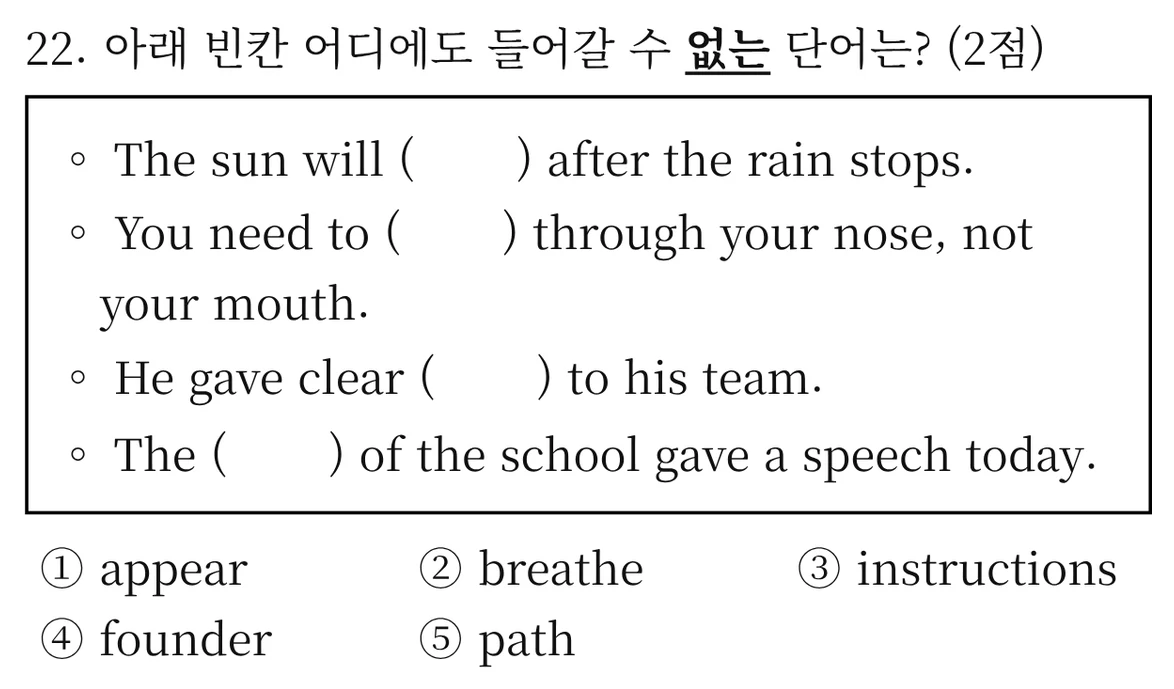 22. 아래 빈칸 어디에도 들어갈 수 없는 단어는? (2점)
◦ The sun will (      ) after the rain stops.
◦ You need to (      ) through your nose, not
your mouth.
◦ He gave clear (      ) to his team.
◦ The (      ) of the school gave a speech today.
① appear ② breathe ③ instructions
④ founder ⑤ path